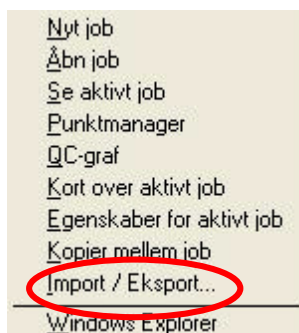 Nyt job
Åbn job
Se aktivt job
Punktmanager
QC-graf
Kort over aktivt job
Egenskaber for aktivt job
Kopier mellem job
Import / Eksport...
Windows Explorer